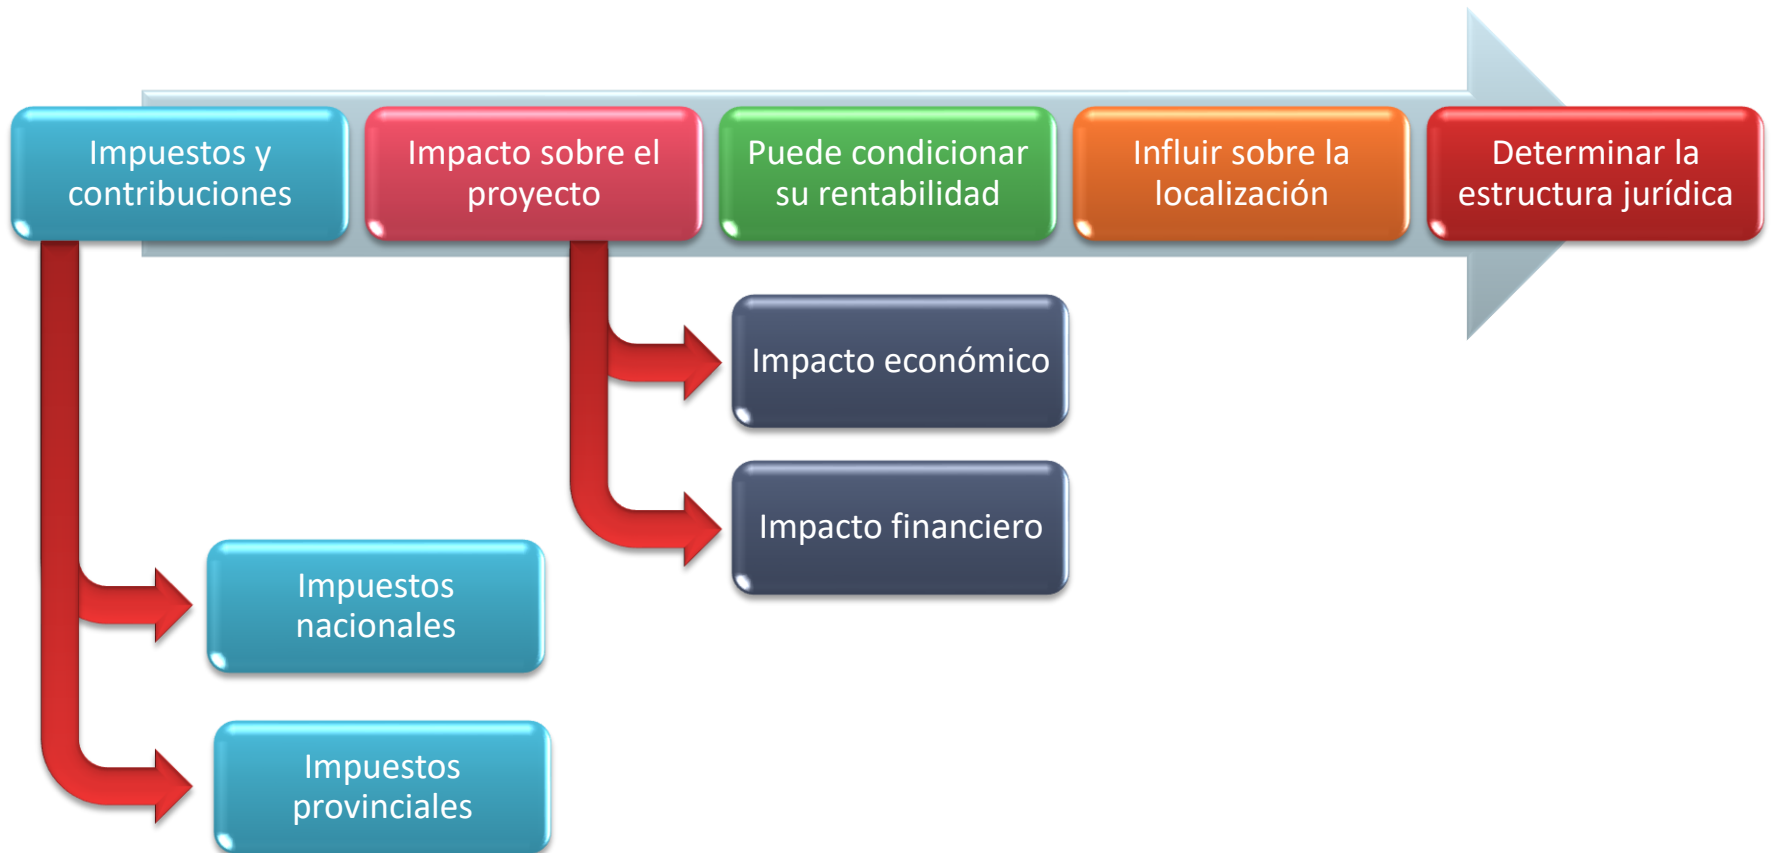 Impuestos y
contribuciones
Impacto sobre el
proyecto
Puede condicionar
su rentabilidad
Influir sobre la
localización
Determinar la
estructura jurídica
Impacto económico
Impacto financiero
Impuestos
nacionales
Impuestos
provinciales